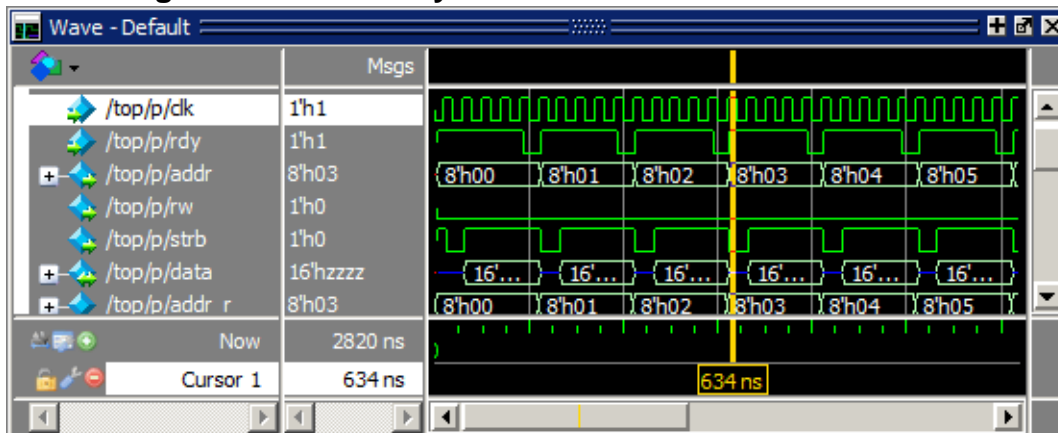 Wave - Default
Msgs
/top/p/clk 1'h1
/top/p/rdy 1'h1
/top/p/addr 8'h03 8'h00 8'h01 8'h02 8'h03 8'h04 8'h05
/top/p/rw 1'h0
/top/p/strb 1'h0
/top/p/data 16'hzzzz 16'... 16'... 16'... 16'... 16'... 16'...
/top/p/addr_r 8'h03 8'h00 8'h01 8'h02 8'h03 8'h04 8'h05
Now 2820 ns
Cursor 1 634 ns 634 ns